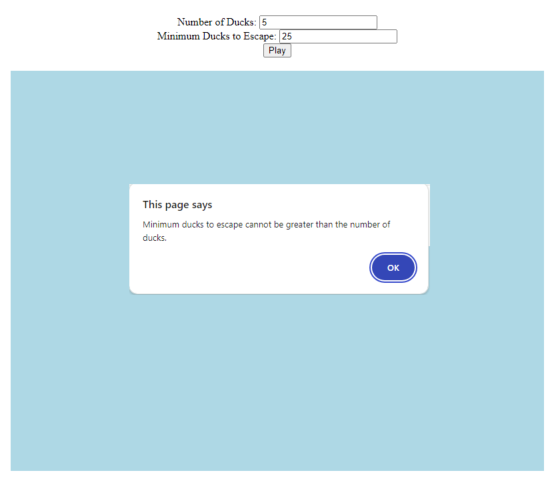 Number of Ducks: 5
Minimum Ducks to Escape: 25
Play
This page says
Minimum ducks to escape cannot be greater than the number of
ducks.
OK